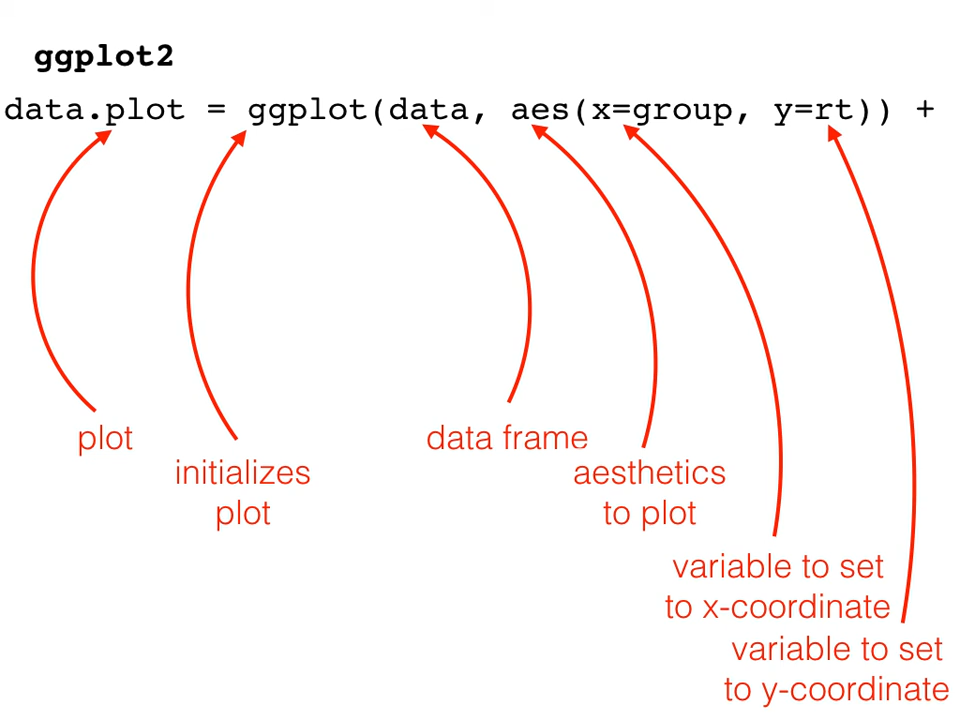 ggplot2
data.plot = ggplot(data, aes(x=group, y=rt)) +
plot
initializes
plot
data frame
aesthetics
to plot
variable to set
to x-coordinate
variable to set
to y-coordinate